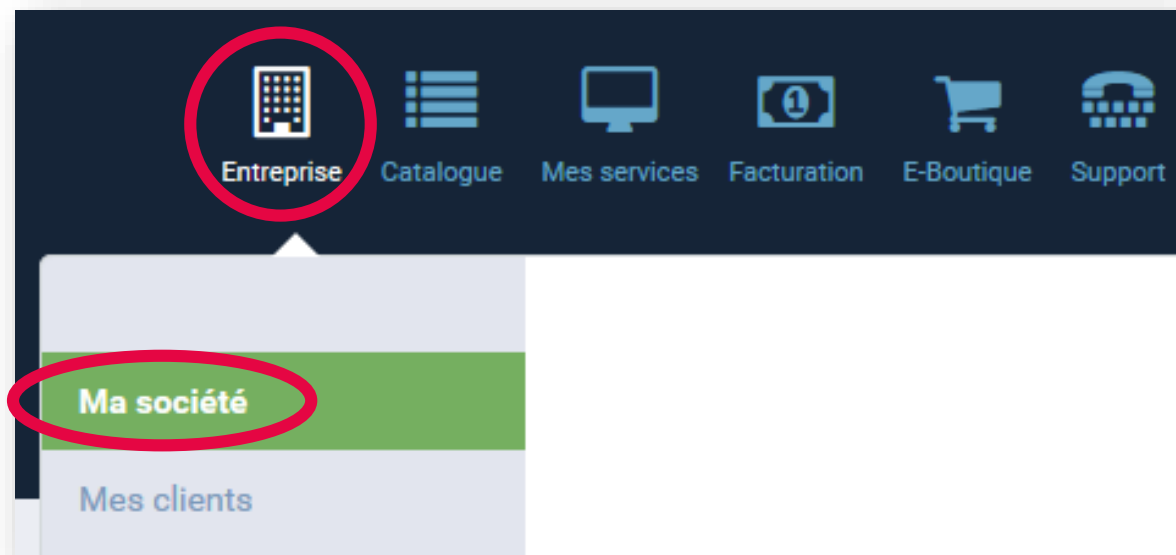 Entreprise Catalogue Mes services Facturation E-Boutique Support
Ma société
Mes clients